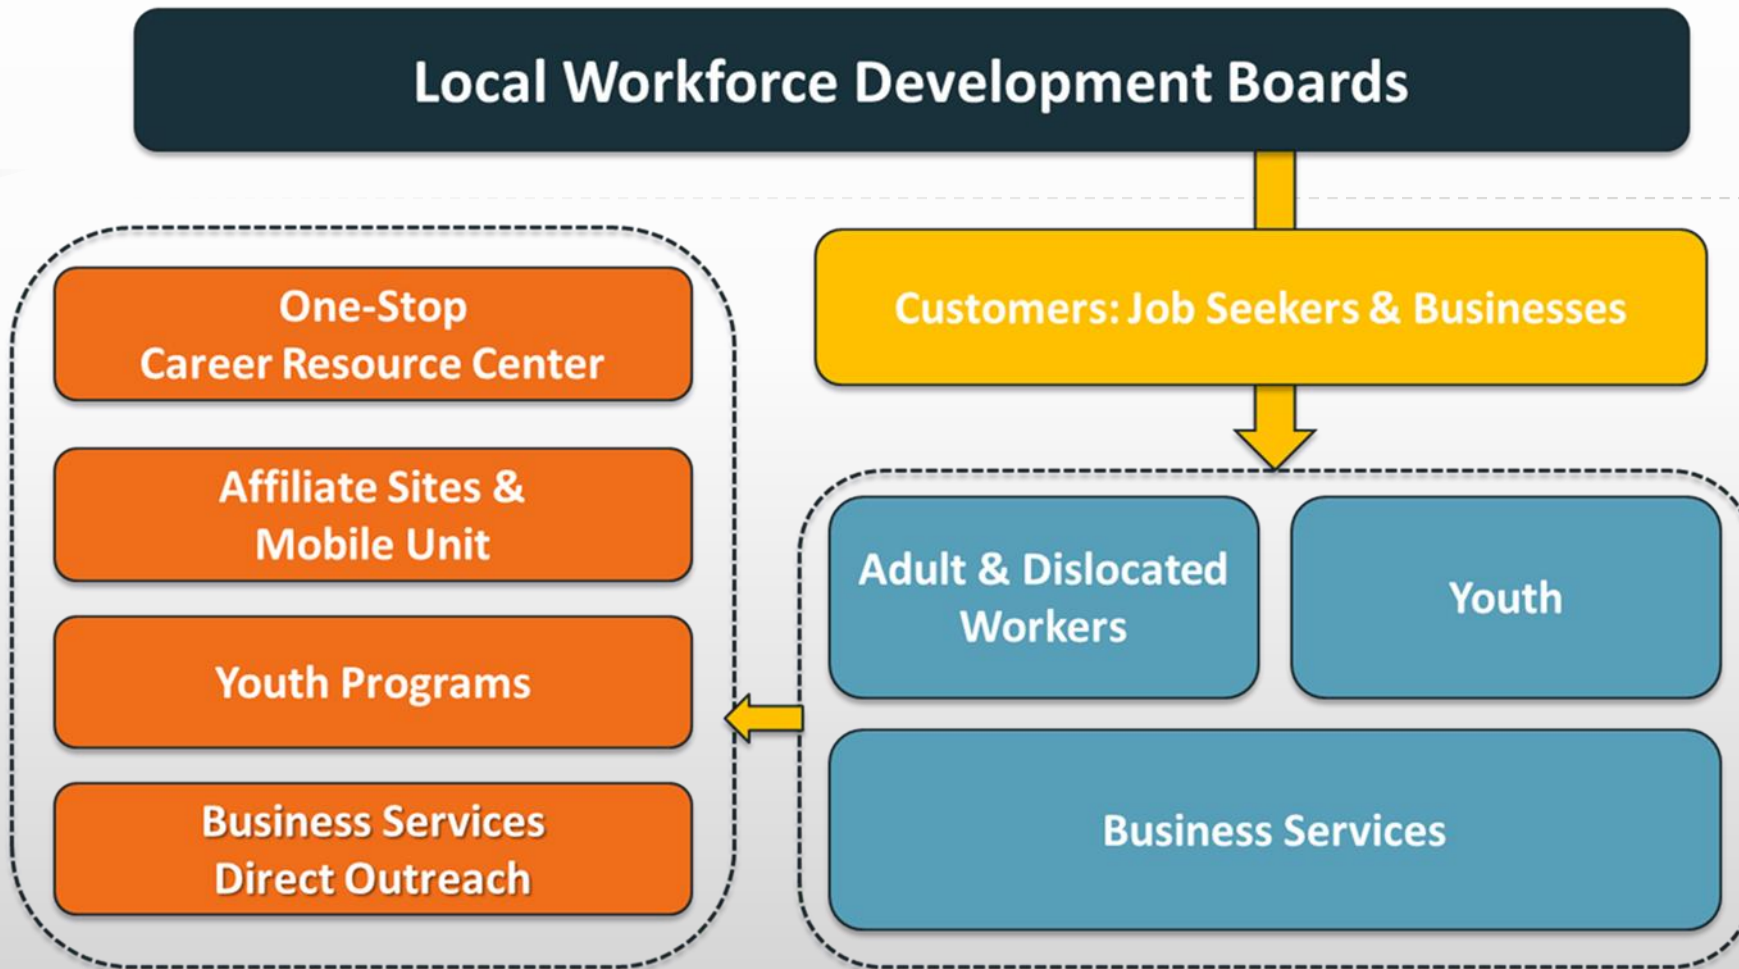 Local Workforce Development Boards
One-Stop
Career Resource Center
Affiliate Sites &
Mobile Unit
Youth Programs
Business Services
Direct Outreach
Customers: Job Seekers & Businesses
Adult & Dislocated
Workers
Youth
Business Services